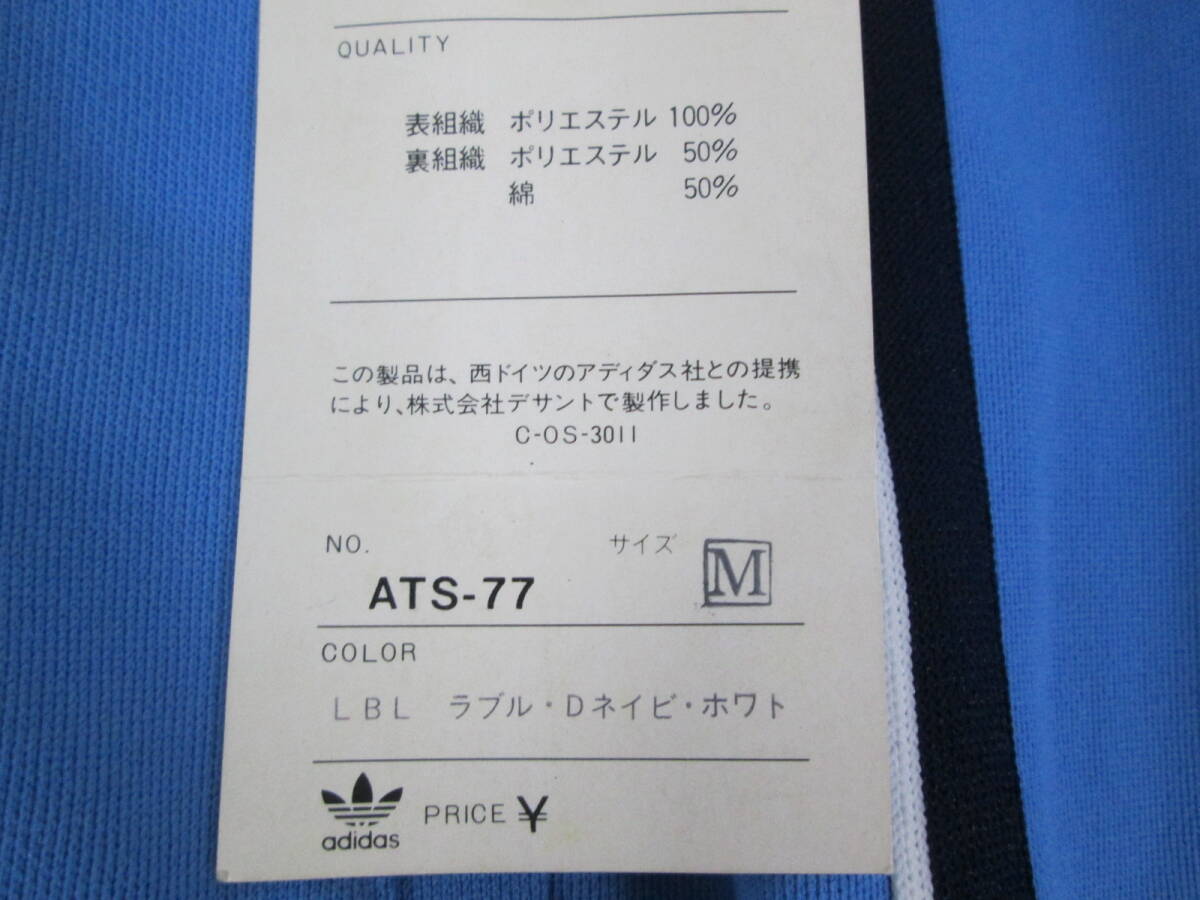 QUALITY
表組織 ポリエステル 100%
裏組織 ポリエステル 50%
綿 50%
この製品は、西ドイツのアディダス社との提携
により、株式会社デサントで製作しました。
C-OS-3011
NO. サイズ
ATS-77 M
COLOR
LBL ラブル・Dネイビ・ホワト
adidas PRICE ¥